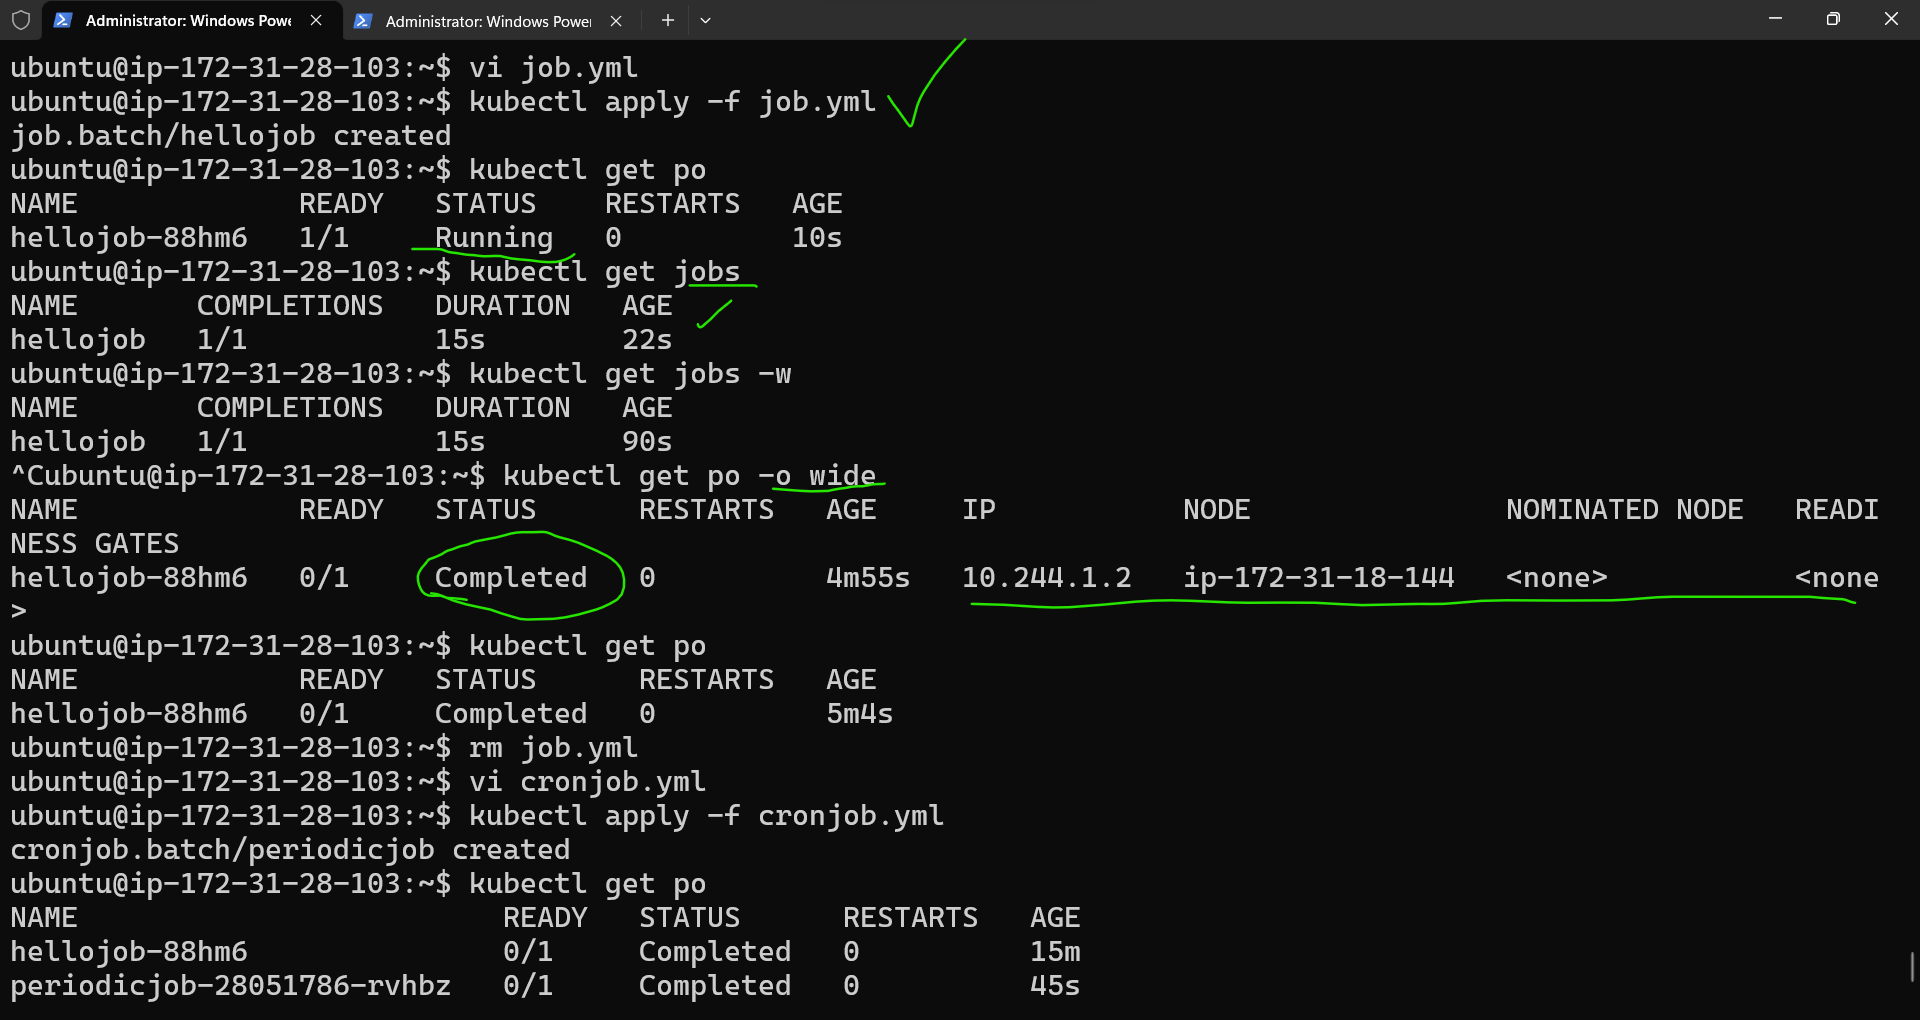 Administrator: Windows Powe
Administrator: Windows Power
ubuntu@ip-172-31-28-103:~$ vi job.yml
ubuntu@ip-172-31-28-103:~$ kubectl apply -f job.yml
job.batch/hellojob created
ubuntu@ip-172-31-28-103:~$ kubectl get po
NAME             READY   STATUS    RESTARTS   AGE
hellojob-88hm6   1/1     Running   0          10s
ubuntu@ip-172-31-28-103:~$ kubectl get jobs
NAME       COMPLETIONS   DURATION   AGE
hellojob   1/1           15s        22s
ubuntu@ip-172-31-28-103:~$ kubectl get jobs -w
NAME       COMPLETIONS   DURATION   AGE
hellojob   1/1           15s        90s
^Cubuntu@ip-172-31-28-103:~$ kubectl get po -o wide
NAME             READY   STATUS      RESTARTS   AGE     IP           NODE               NOMINATED NODE   READI
NESS GATES
hellojob-88hm6   0/1     Completed   0          4m55s   10.244.1.2   ip-172-31-18-144   <none>           <none
>
ubuntu@ip-172-31-28-103:~$ kubectl get po
NAME             READY   STATUS      RESTARTS   AGE
hellojob-88hm6   0/1     Completed   0          5m4s
ubuntu@ip-172-31-28-103:~$ rm job.yml
ubuntu@ip-172-31-28-103:~$ vi cronjob.yml
ubuntu@ip-172-31-28-103:~$ kubectl apply -f cronjob.yml
cronjob.batch/periodicjob created
ubuntu@ip-172-31-28-103:~$ kubectl get po
NAME                         READY   STATUS      RESTARTS   AGE
hellojob-88hm6               0/1     Completed   0          15m
periodicjob-28051786-rvhbz   0/1     Completed   0          45s